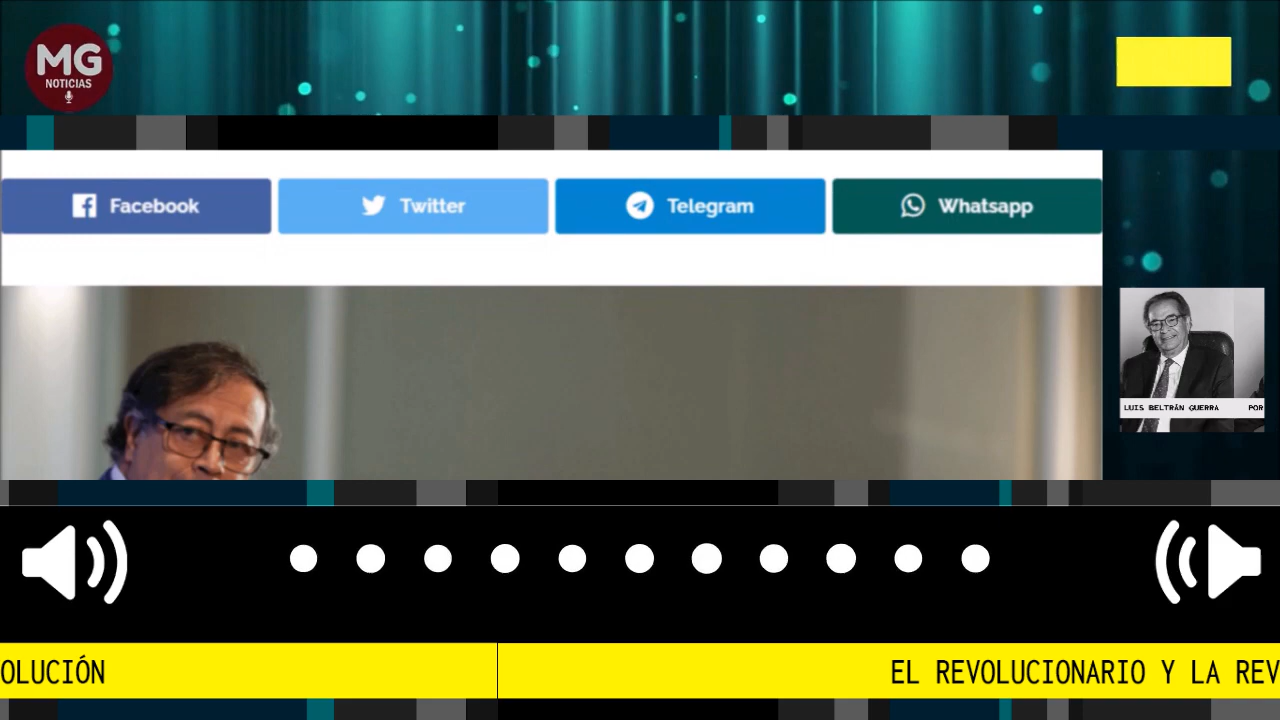 MG
NOTICIAS
Facebook
Twitter
Telegram
Whatsapp
LUIS BELTRÁN GUERRA POR
OLUCIÓN
EL REVOLUCIONARIO Y LA REV